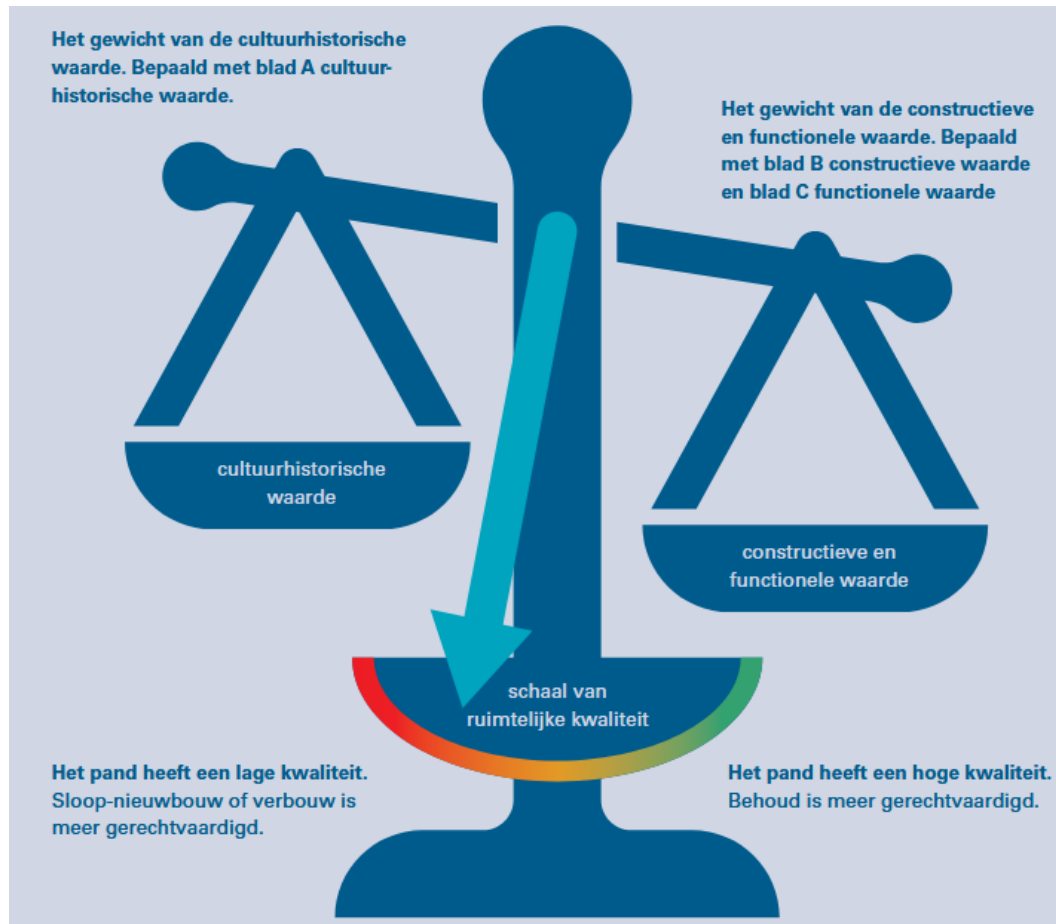 Het gewicht van de cultuurhistorische
waarde. Bepaald met blad A cultuur-
historische waarde.
Het gewicht van de constructieve
en functionele waarde. Bepaald
met blad B constructieve waarde
en blad C functionele waarde
cultuurhistorische
waarde
constructieve en
functionele waarde
schaal van
ruimtelijke kwaliteit
Het pand heeft een lage kwaliteit.
Sloop-nieuwbouw of verbouw is
meer gerechtvaardigd.
Het pand heeft een hoge kwaliteit.
Behoud is meer gerechtvaardigd.